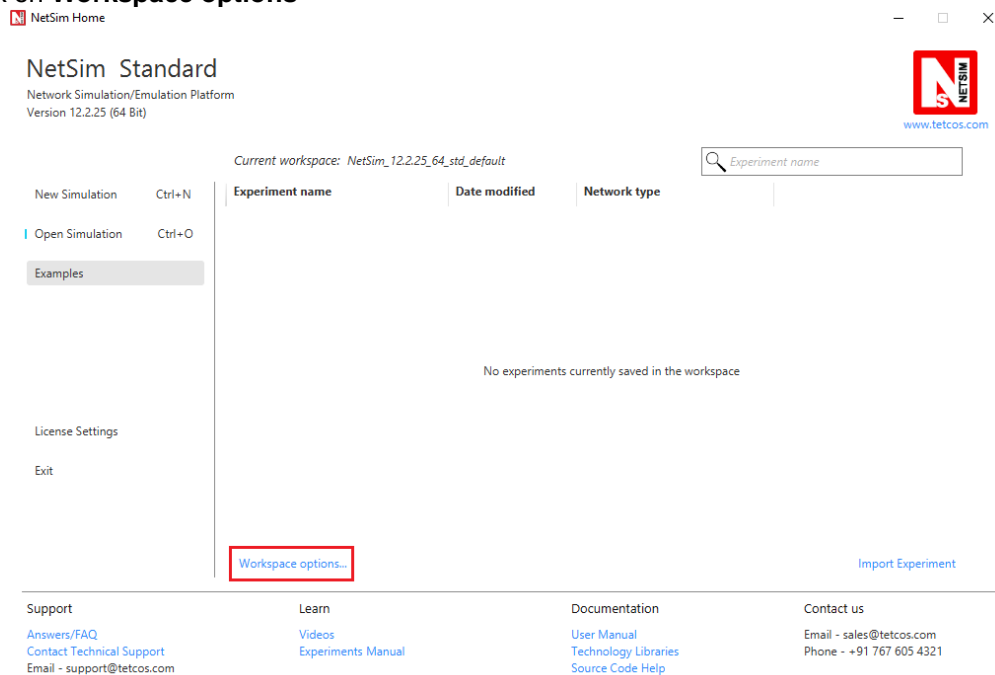 on Workspace options
NetSim Home
NetSim Standard
Network Simulation/Emulation Platform
Version 12.2.25 (64 Bit)
NETSIM
N
S
www.tetcos.com
Current workspace: NetSim_12.2.25_64_std_default
Experiment name
New Simulation Ctrl+N
Open Simulation Ctrl+O
Examples
License Settings
Exit
Experiment name Date modified Network type
No experiments currently saved in the workspace
Workspace options...
Import Experiment
Support
Answers/FAQ
Contact Technical Support
Email - support@tetcos.com
Learn
Videos
Experiments Manual
Documentation
User Manual
Technology Libraries
Source Code Help
Contact us
Email - sales@tetcos.com
Phone - +91 767 605 4321